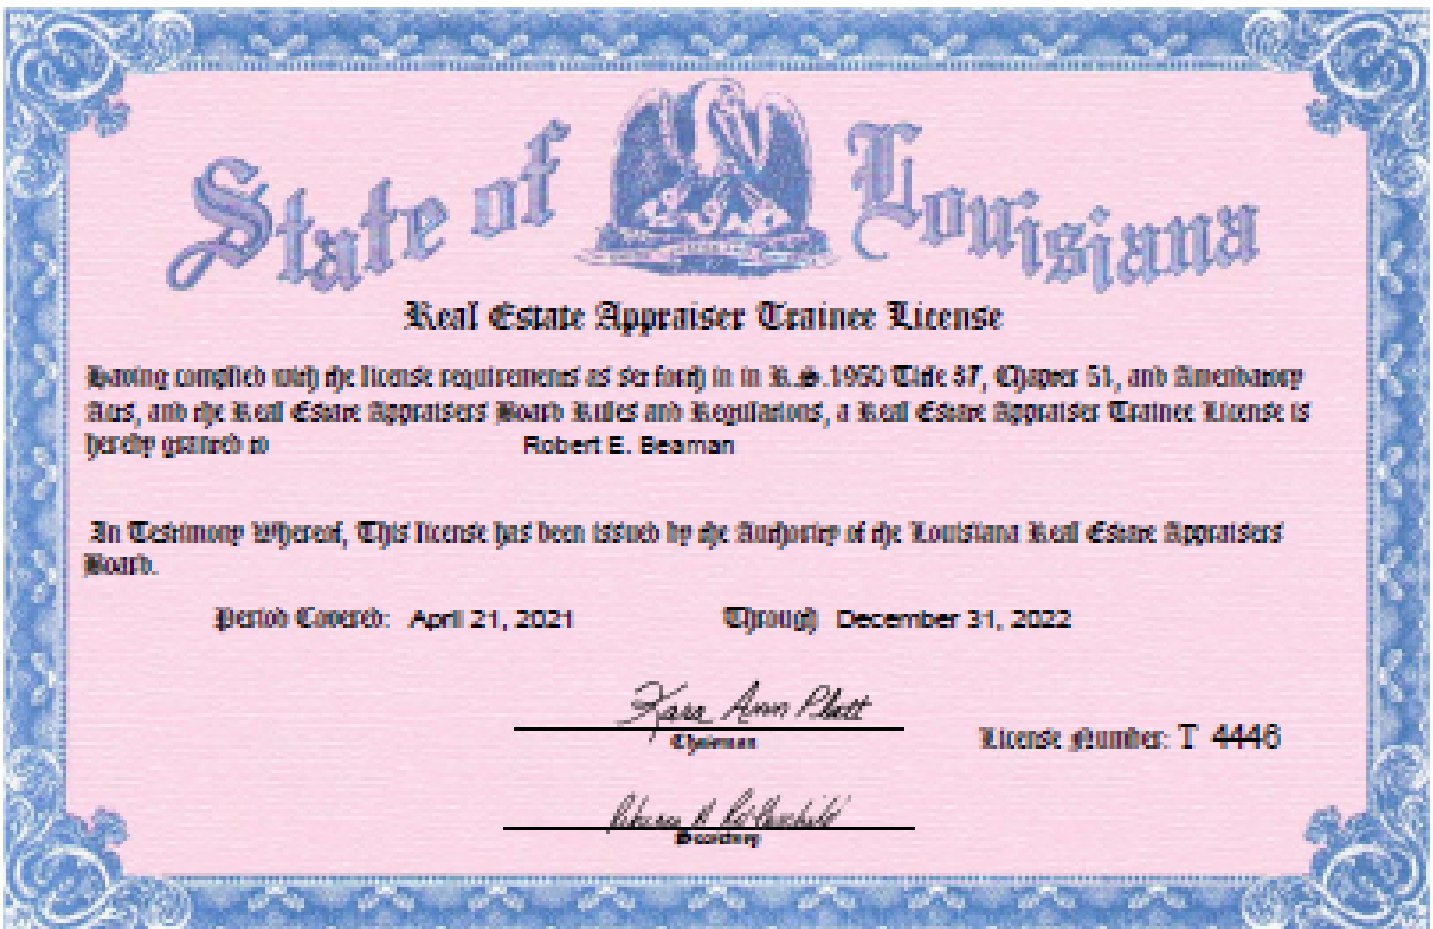 State of Louisiana
Real Estate Appraiser Trainee License
Having complied with the license requirements as set forth in in R.S.1950 Title 37, Chapter 51, and Amendatory
Acts, and the Real Estate Appraisers Board Rules and Regulations, a Real Estate Appraiser Trainee License is
hereby granted to Robert E. Beaman
In Testimony Whereof, This license has been issued by the Authority of the Louisiana Real Estate Appraisers
Board.
Period Covered: April 21, 2021 Through December 31, 2022
Kara Ann Platt
Chairman
License Number: T 4446
Secretary